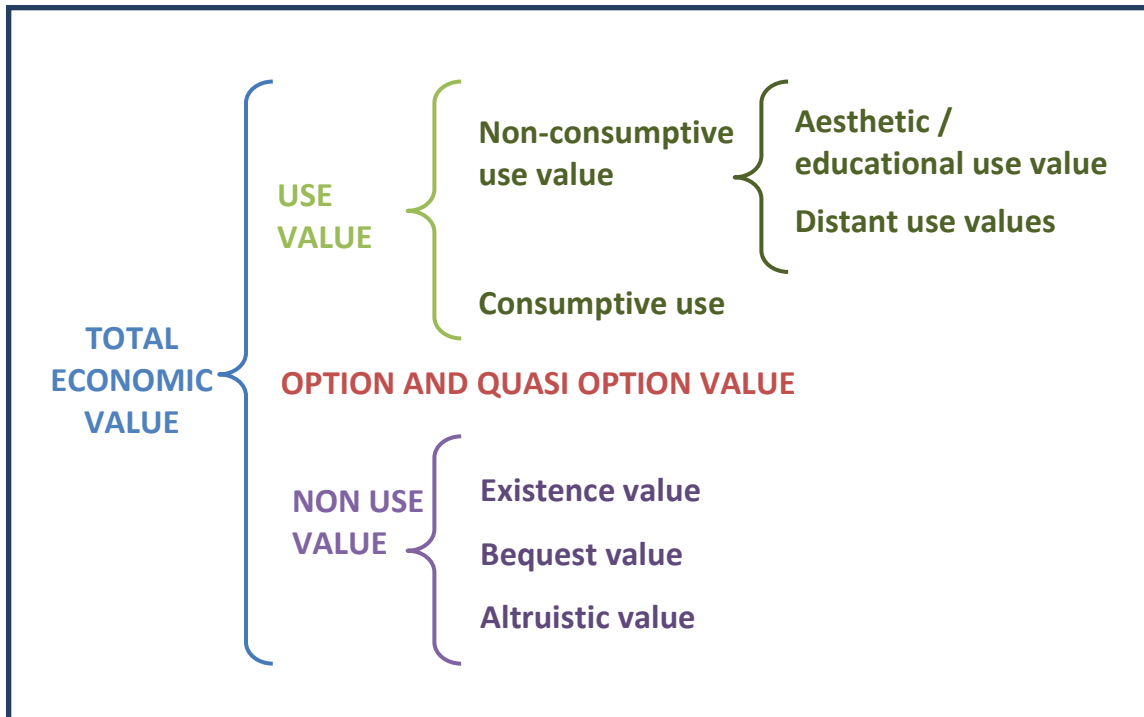 TOTAL
ECONOMIC
VALUE
USE
VALUE
Non-consumptive
use value
Aesthetic /
educational use value
Distant use values
Consumptive use
OPTION AND QUASI OPTION VALUE
NON USE
VALUE
Existence value
Bequest value
Altruistic value